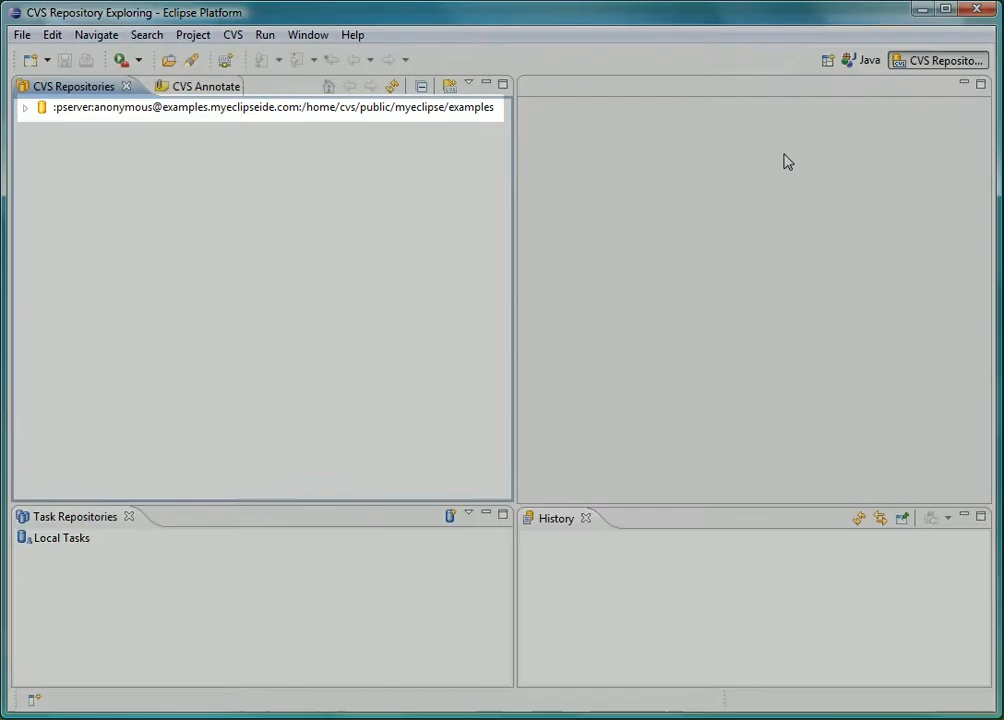 CVS Repository Exploring - Eclipse Platform
File Edit Navigate Search Project CVS Run Window Help
Java CVS Reposito...
CVS Repositories CVS Annotate
:pserver:anonymous@examples.myeclipseide.com:/home/cvs/public/myeclipse/examples
Task Repositories
Local Tasks
History